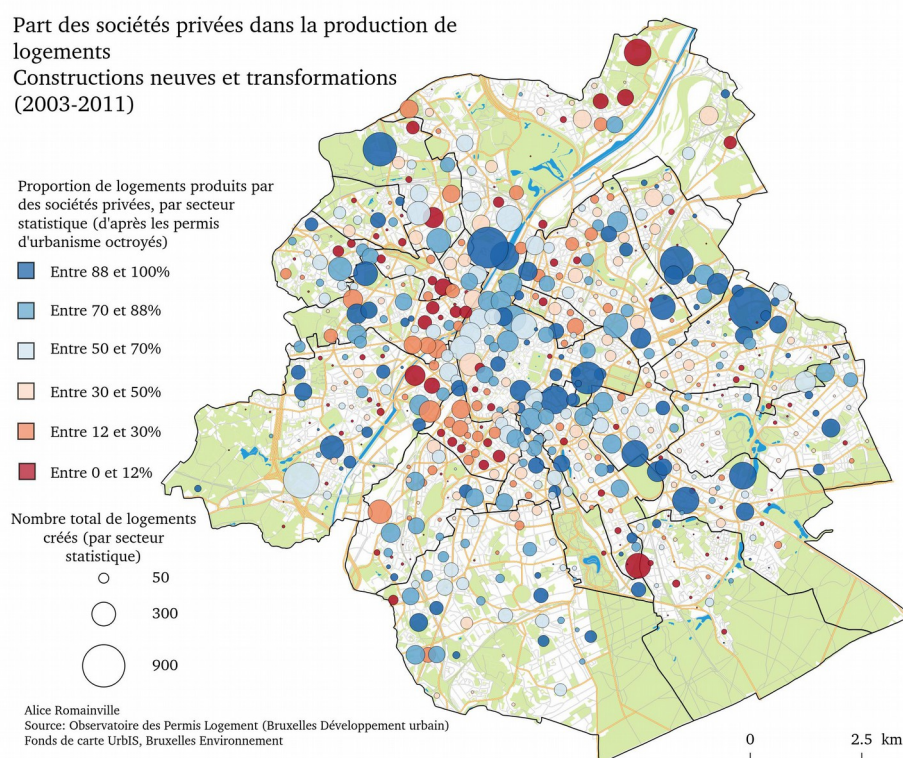 Part des sociétés privées dans la production de
logements
Constructions neuves et transformations
(2003-2011)
Proportion de logements produits par
des sociétés privées, par secteur
statistique (d'après les permis
d'urbanisme octroyés)
Entre 88 et 100%
Entre 70 et 88%
Entre 50 et 70%
Entre 30 et 50%
Entre 12 et 30%
Entre 0 et 12%
Nombre total de logements
créés (par secteur
statistique)
50
300
900
Alice Romainville
Source: Observatoire des Permis Logement (Bruxelles Développement urbain)
Fonds de carte UrbIS, Bruxelles Environnement
0 2.5 km